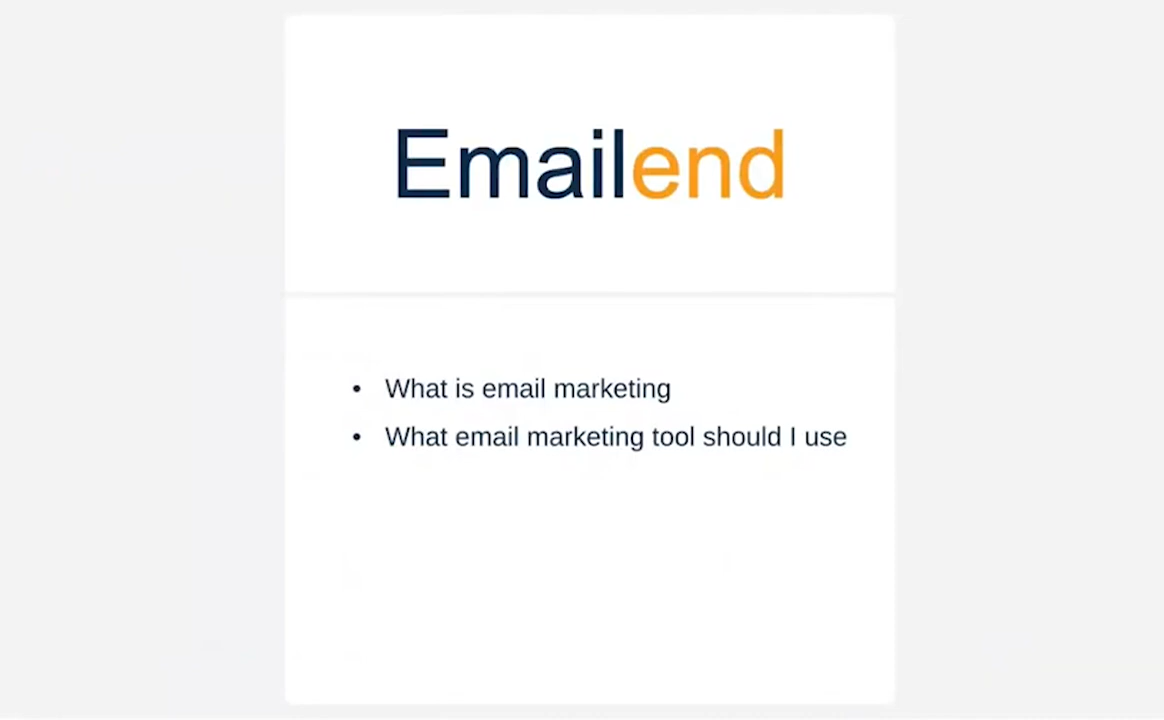 Emailend
• What is email marketing
• What email marketing tool should I use